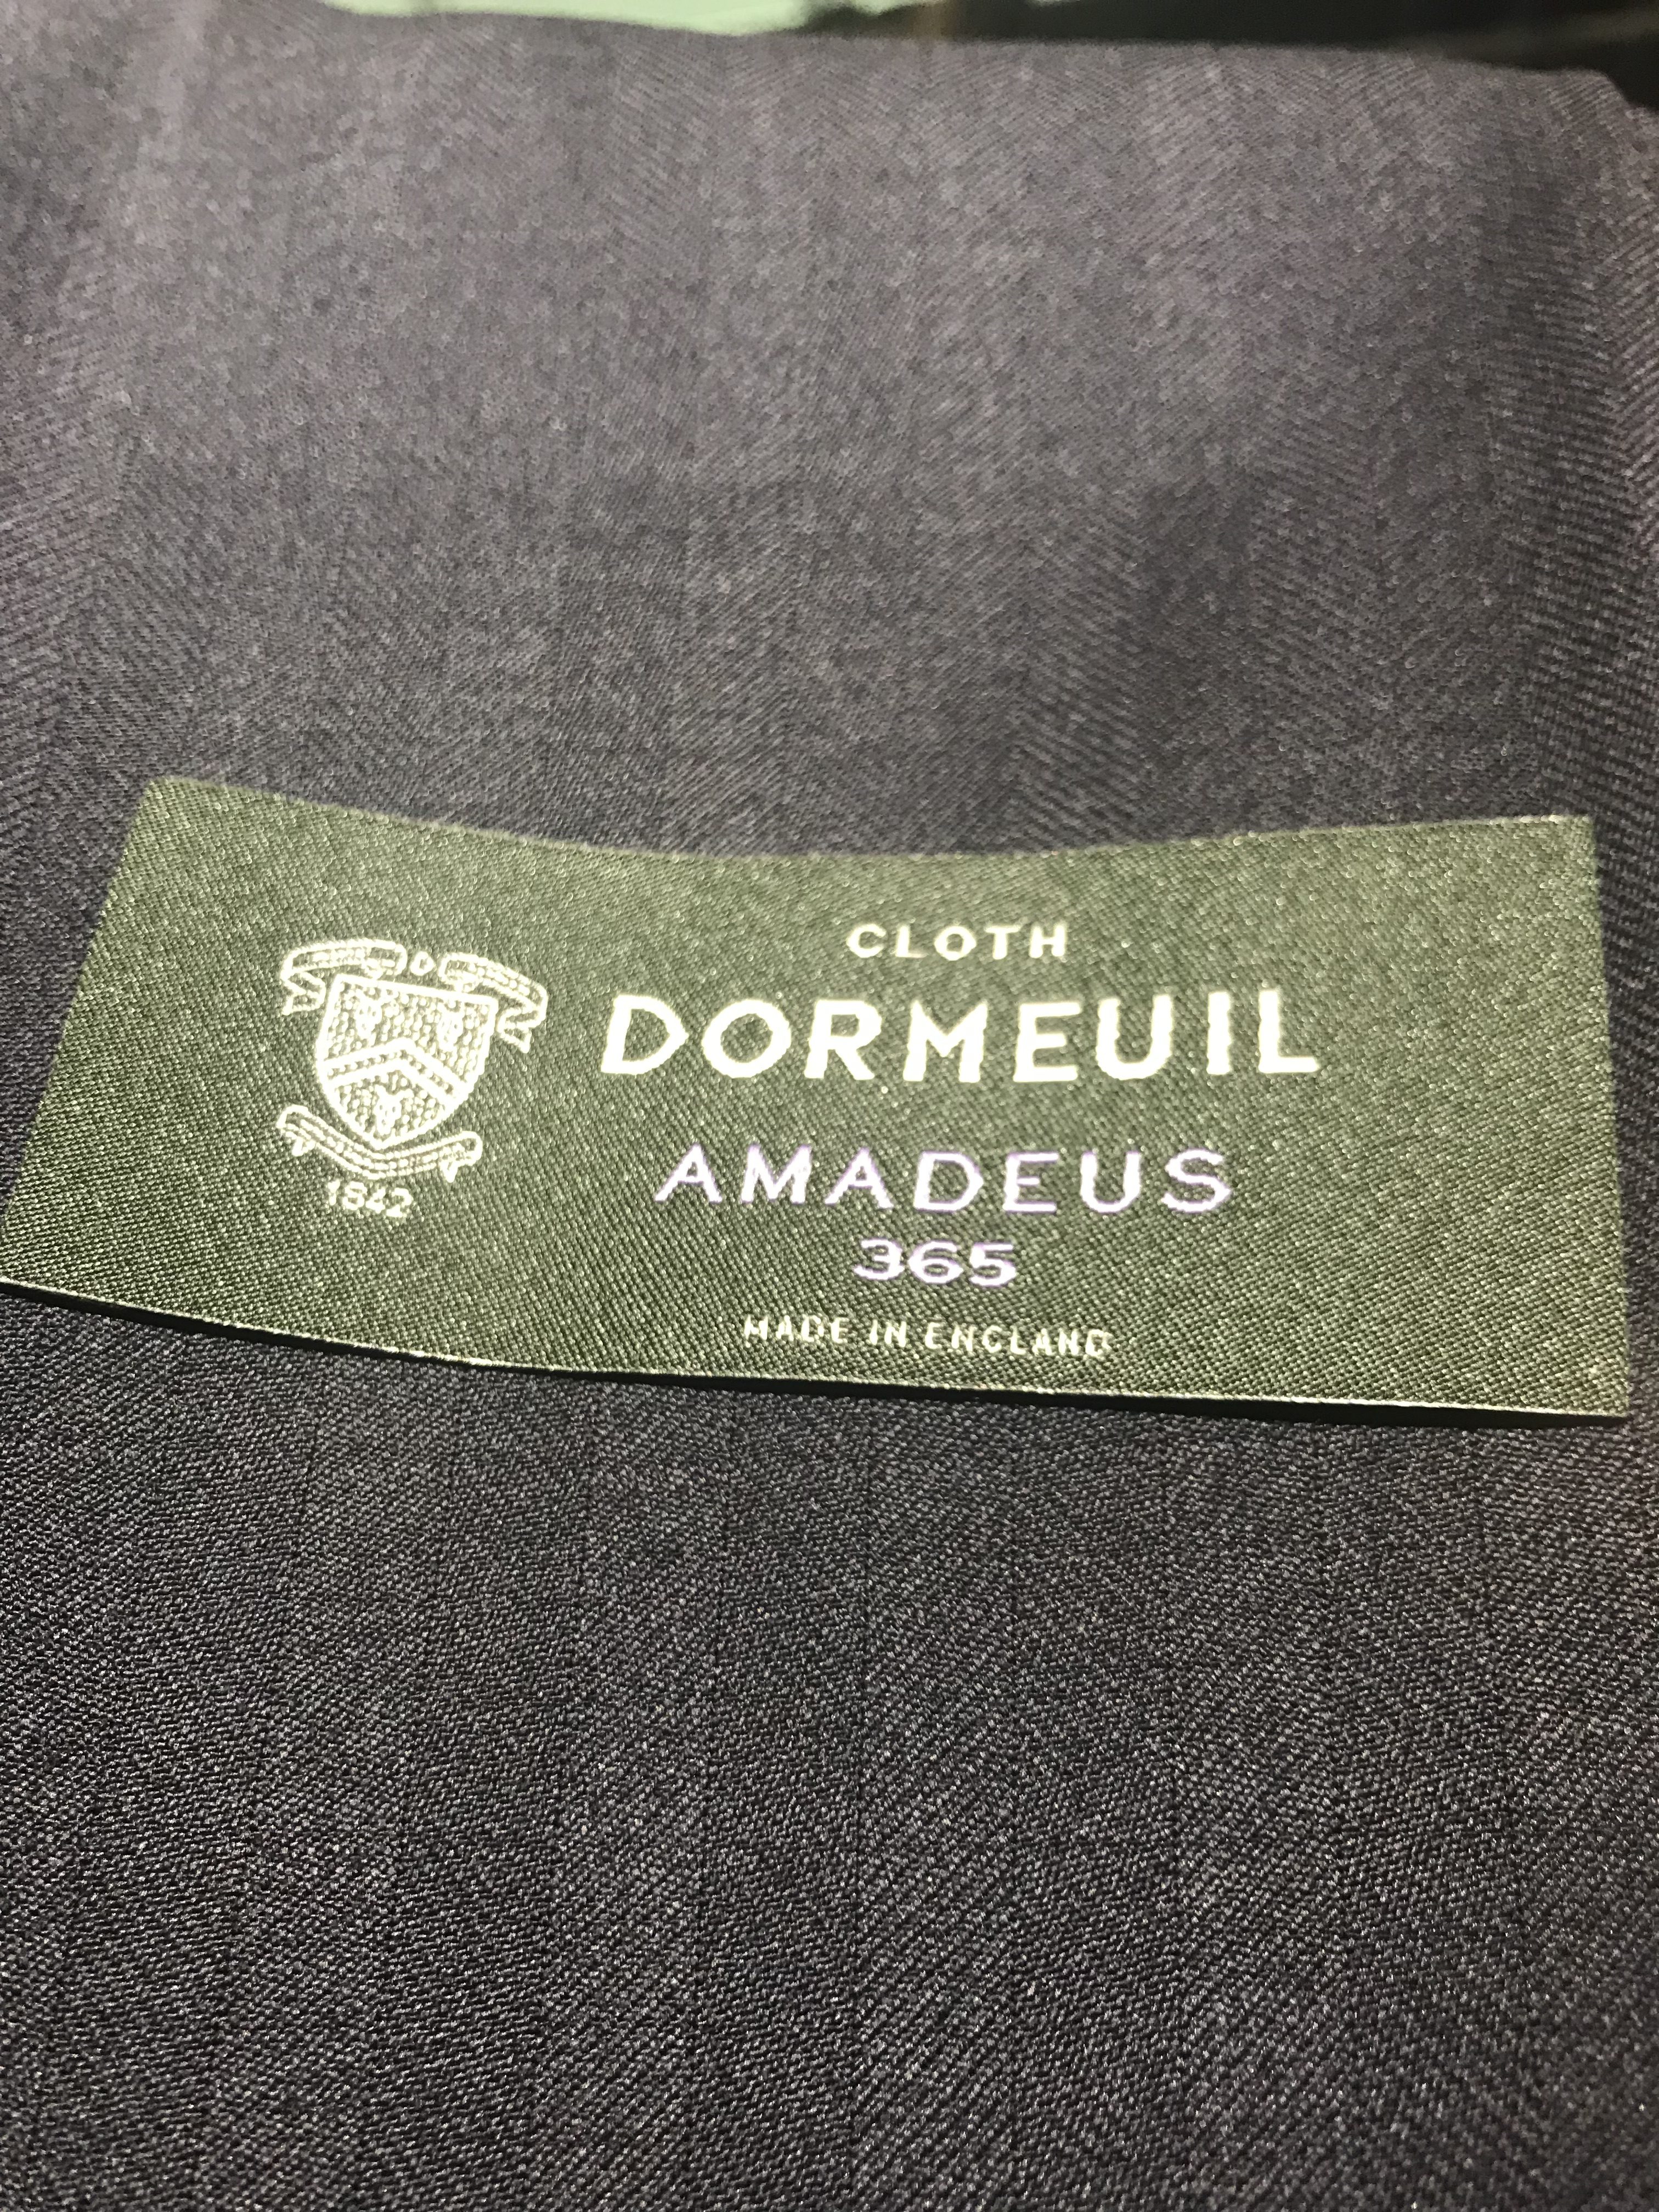 CLOTH
DORMEUIL
AMADEUS
365
MADE IN ENGLAND
D
1842